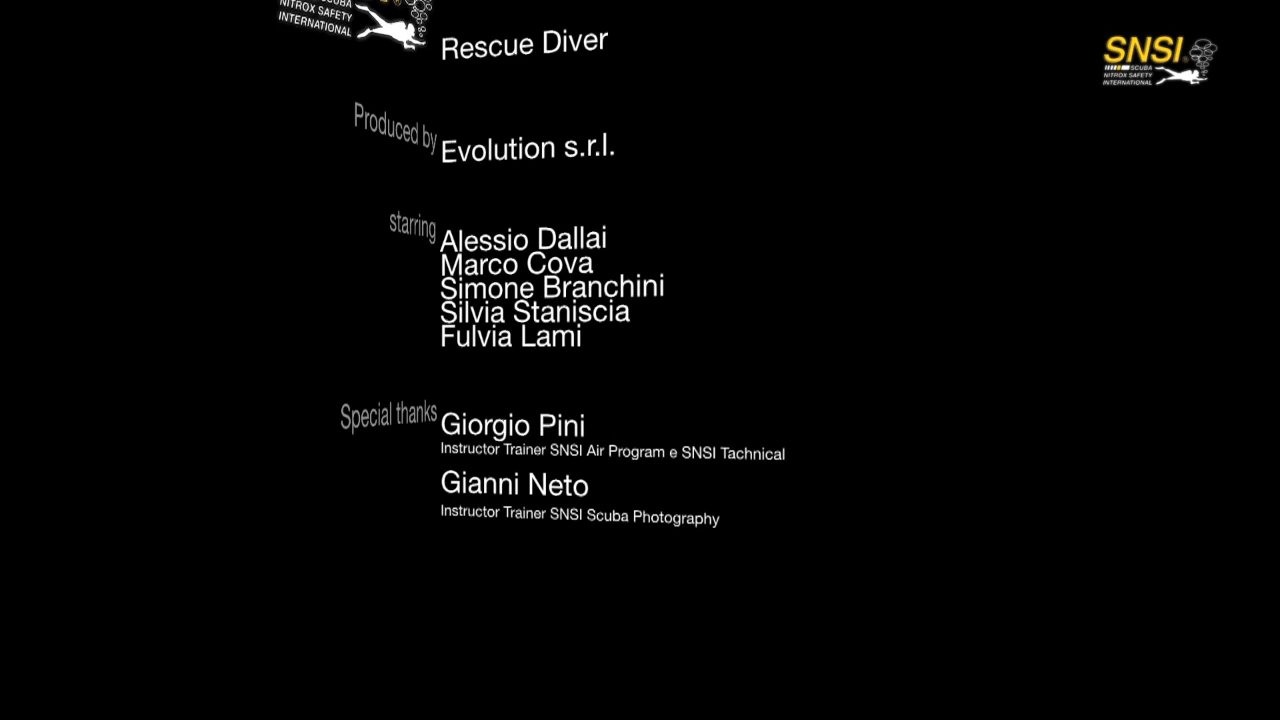 SCUBA
NITROX SAFETY
INTERNATIONAL
Rescue Diver
SNSI
SCUBA
NITROX SAFETY
INTERNATIONAL
Produced by
Evolution s.r.l.
starring
Alessio Dallai
Marco Cova
Simone Branchini
Silvia Staniscia
Fulvia Lami
Special thanks
Giorgio Pini
Instructor Trainer SNSI Air Program e SNSI Tachnical
Gianni Neto
Instructor Trainer SNSI Scuba Photography